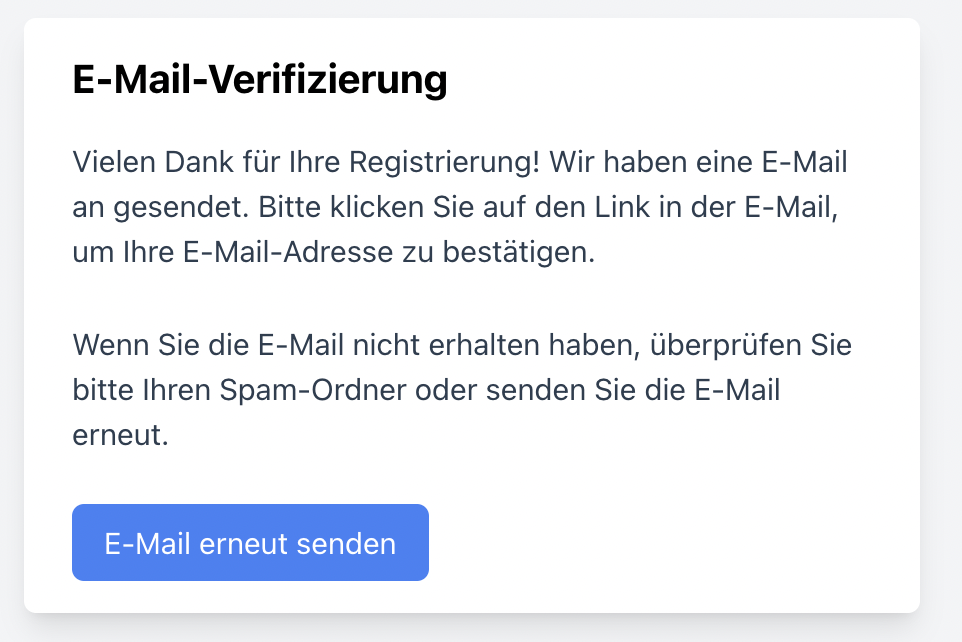 E-Mail-Verifizierung
Vielen Dank für Ihre Registrierung! Wir haben eine E-Mail
an gesendet. Bitte klicken Sie auf den Link in der E-Mail,
um Ihre E-Mail-Adresse zu bestätigen.
Wenn Sie die E-Mail nicht erhalten haben, überprüfen Sie
bitte Ihren Spam-Ordner oder senden Sie die E-Mail
erneut.
E-Mail erneut senden